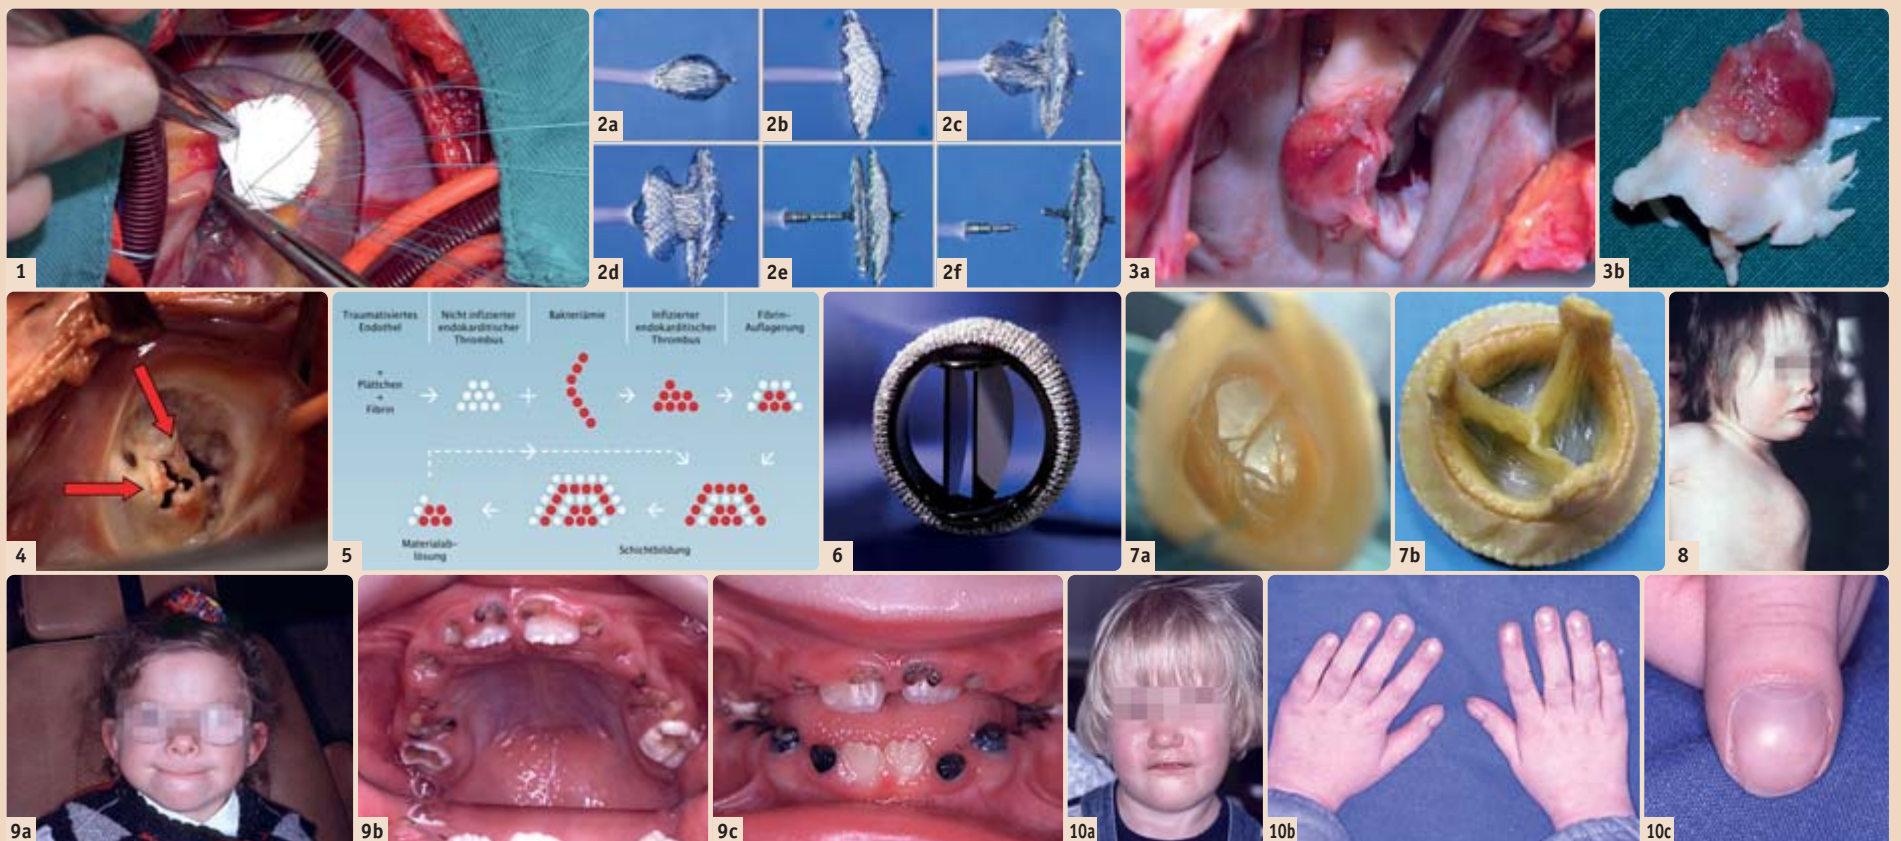 1
2a
2b
2c
2d
2e
2f
3a
3b
4
Traumatisiertes
Endothel
Nicht infizierter
endokarditischer
Thrombus
Bakteriämie
Infizierter
endokarditischer
Thrombus
Fibrin-
Auflagerung
+
Plättchen
+
Fibrin
+
Materialab-
lösung
Schichtbildung
5
6
7a
7b
8
9a
9b
9c
10a
10b
10c